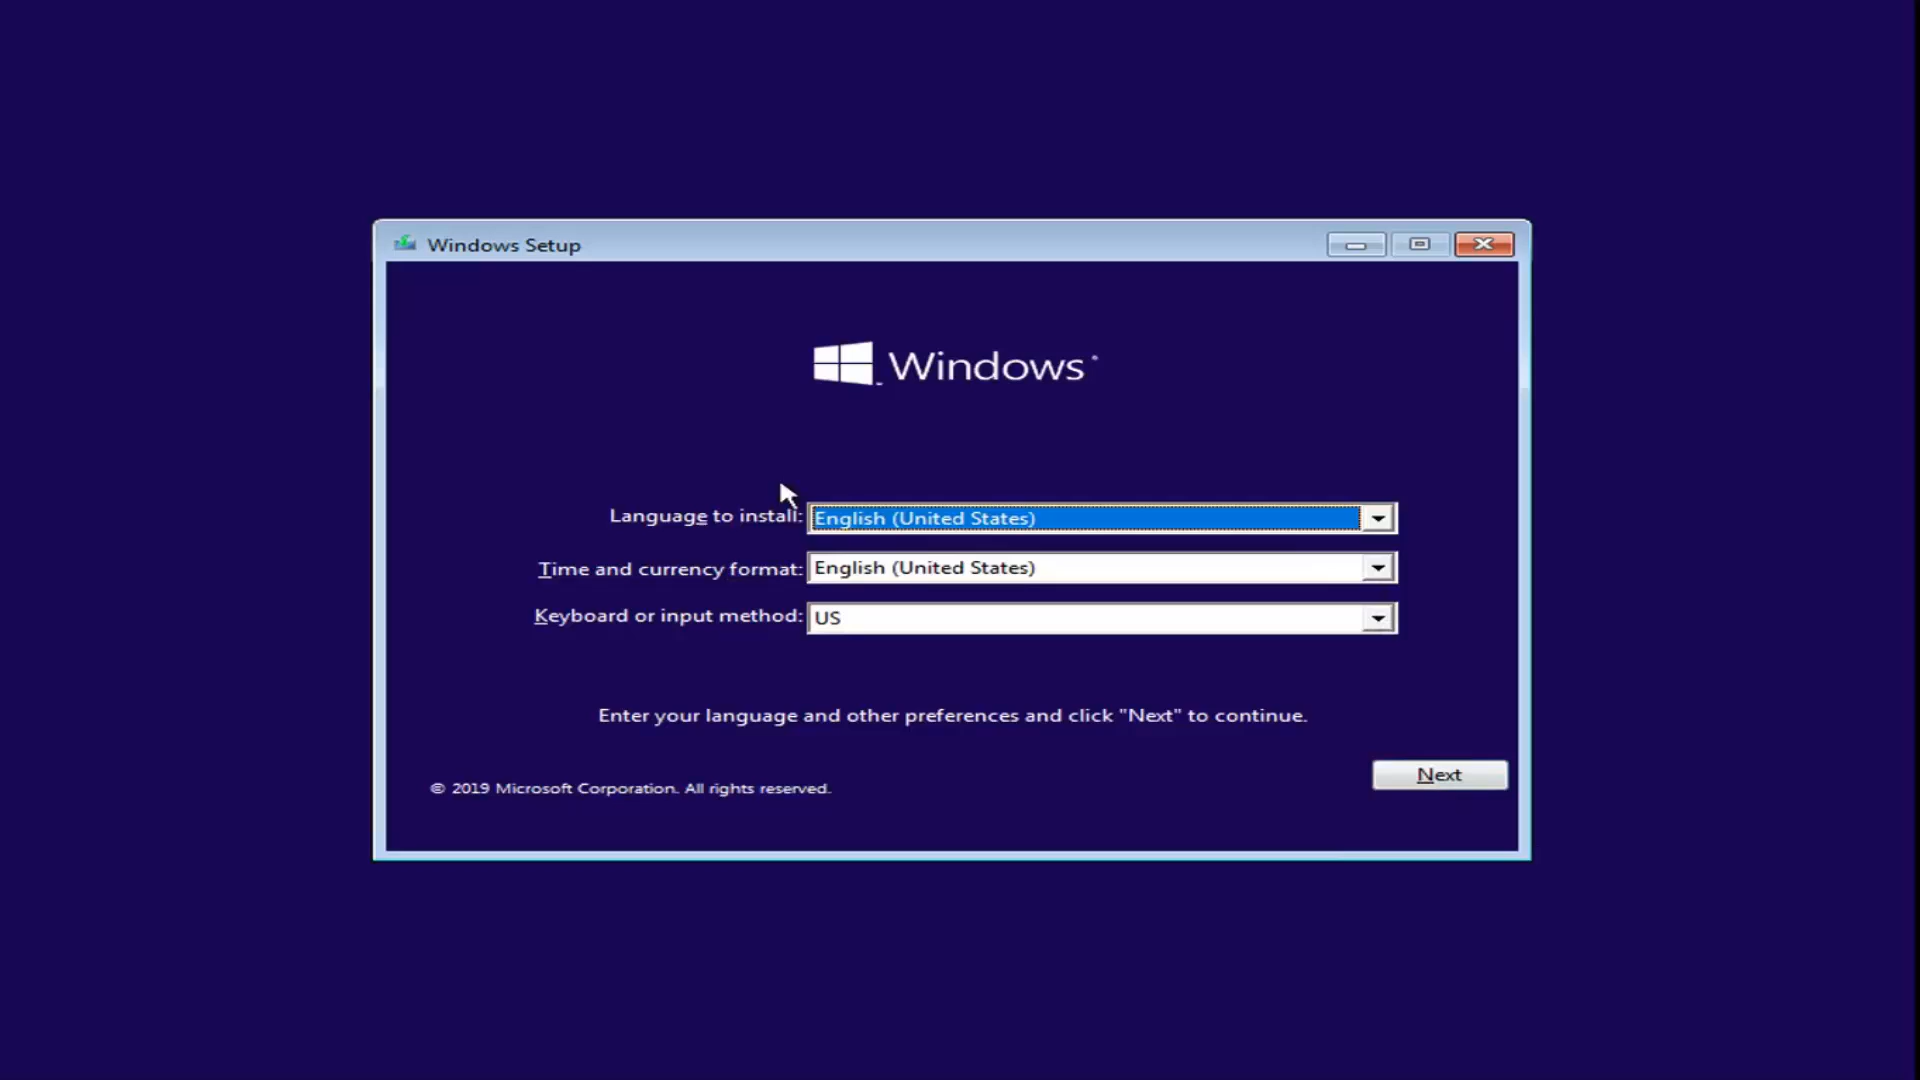 Windows Setup
Windows
Language to install: English (United States)
Time and currency format: English (United States)
Keyboard or input method: US
Enter your language and other preferences and click "Next" to continue.
Next
© 2019 Microsoft Corporation. All rights reserved.